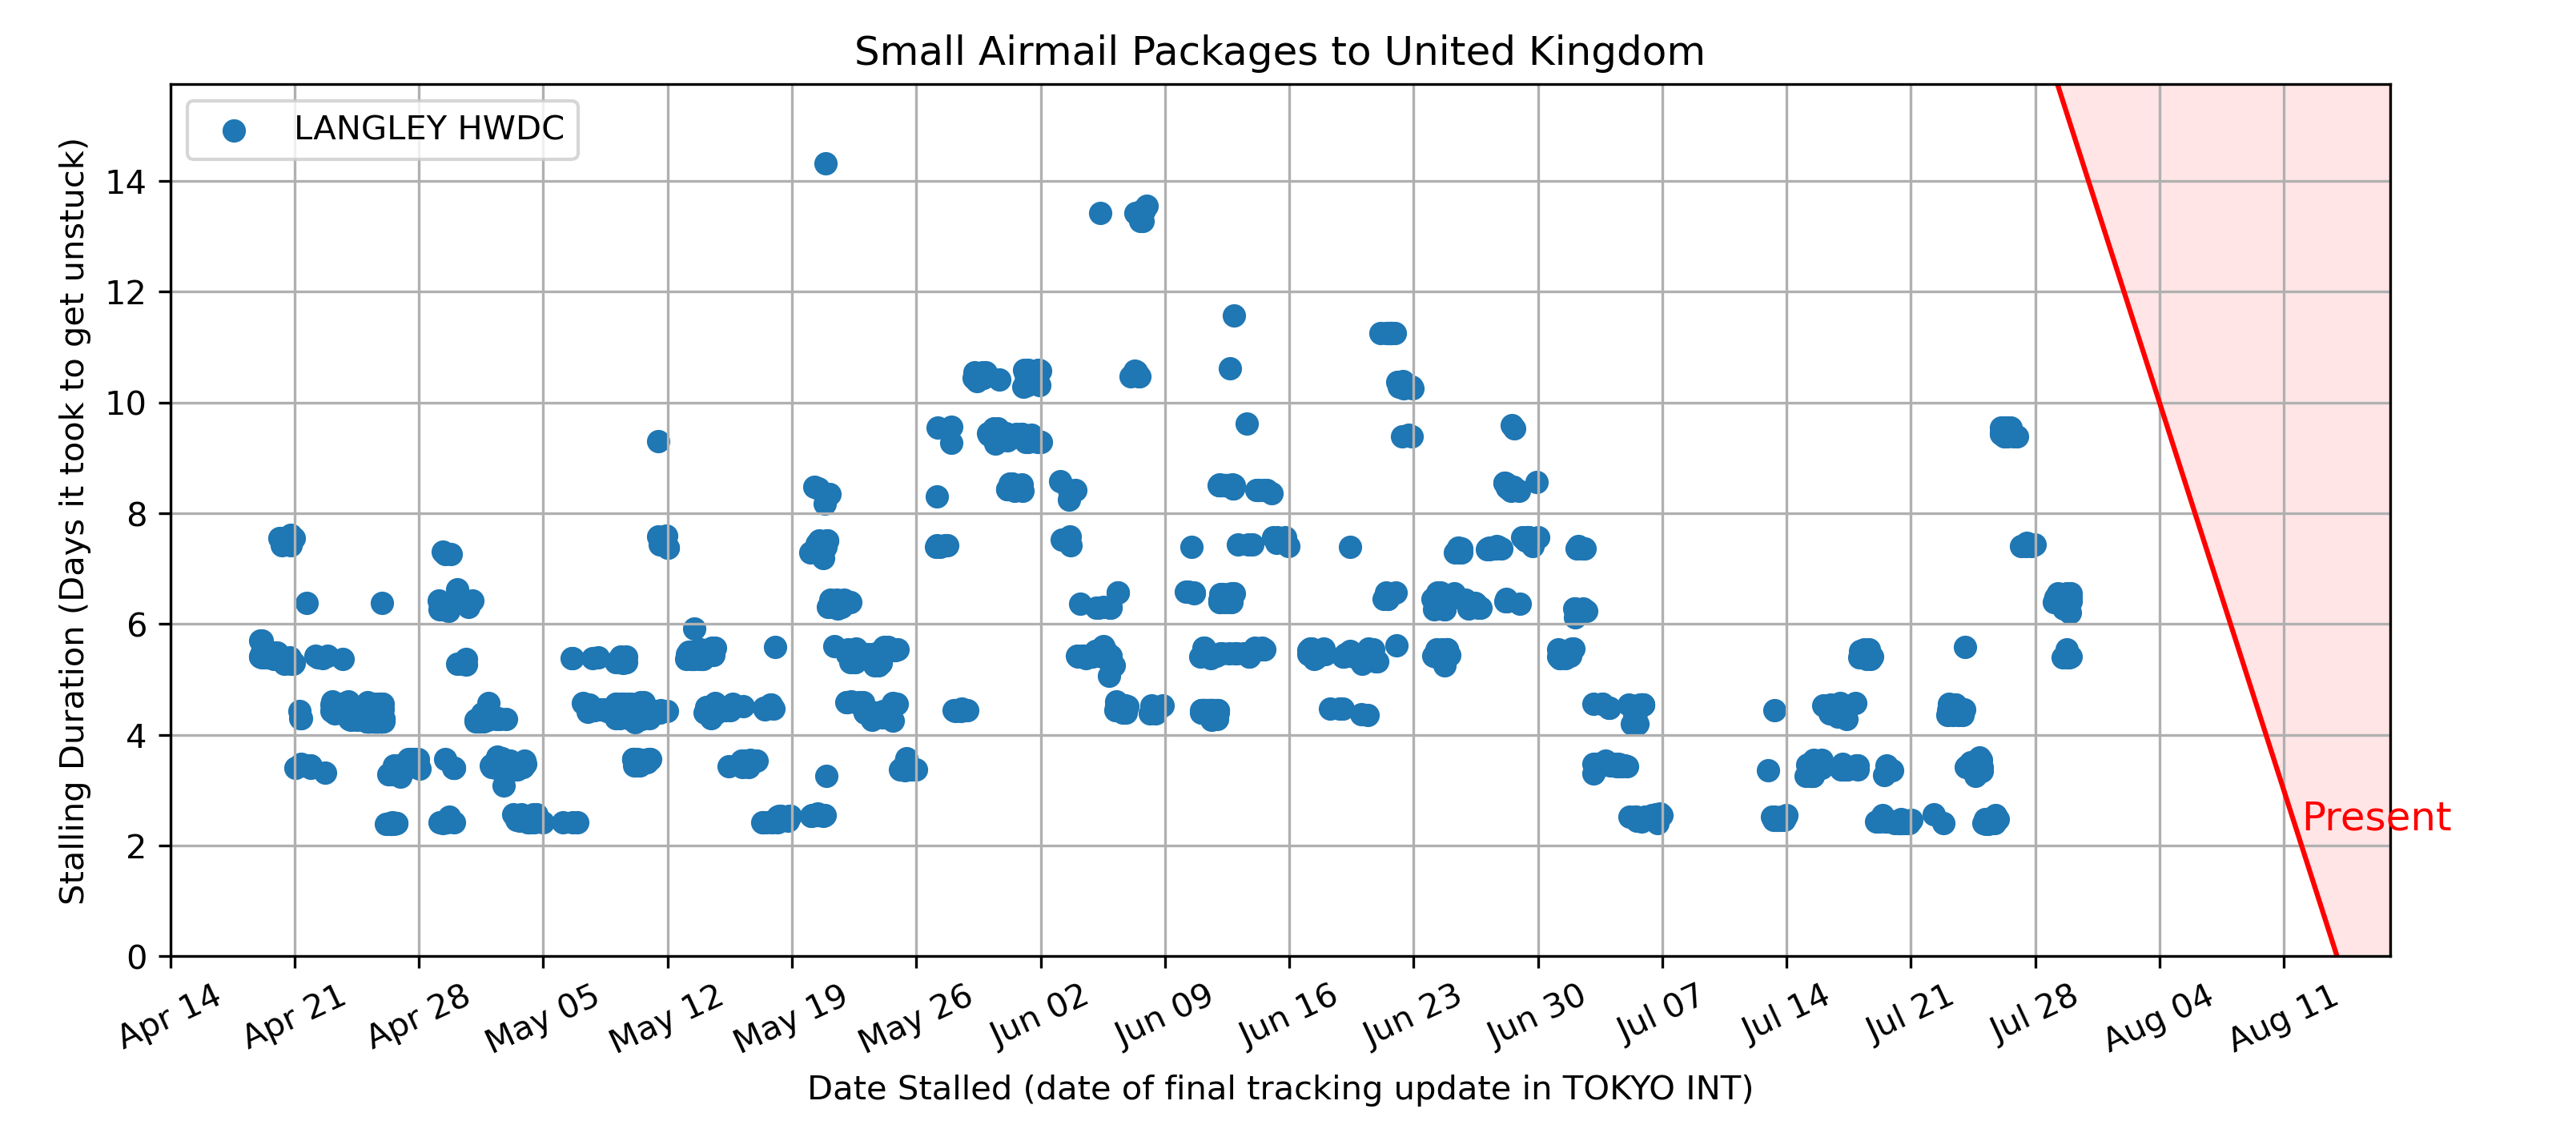 Small Airmail Packages to United Kingdom
LANGLEY HWDC
Stalling Duration (Days it took to get unstuck)
14
12
10
8
6
4
2
0
Present
Apr 14
Apr 21
Apr 28
May 05
May 12
May 19
May 26
Jun 02
Jun 09
Jun 16
Jun 23
Jun 30
Jul 07
Jul 14
Jul 21
Jul 28
Aug 04
Aug 11
Date Stalled (date of final tracking update in TOKYO INT)